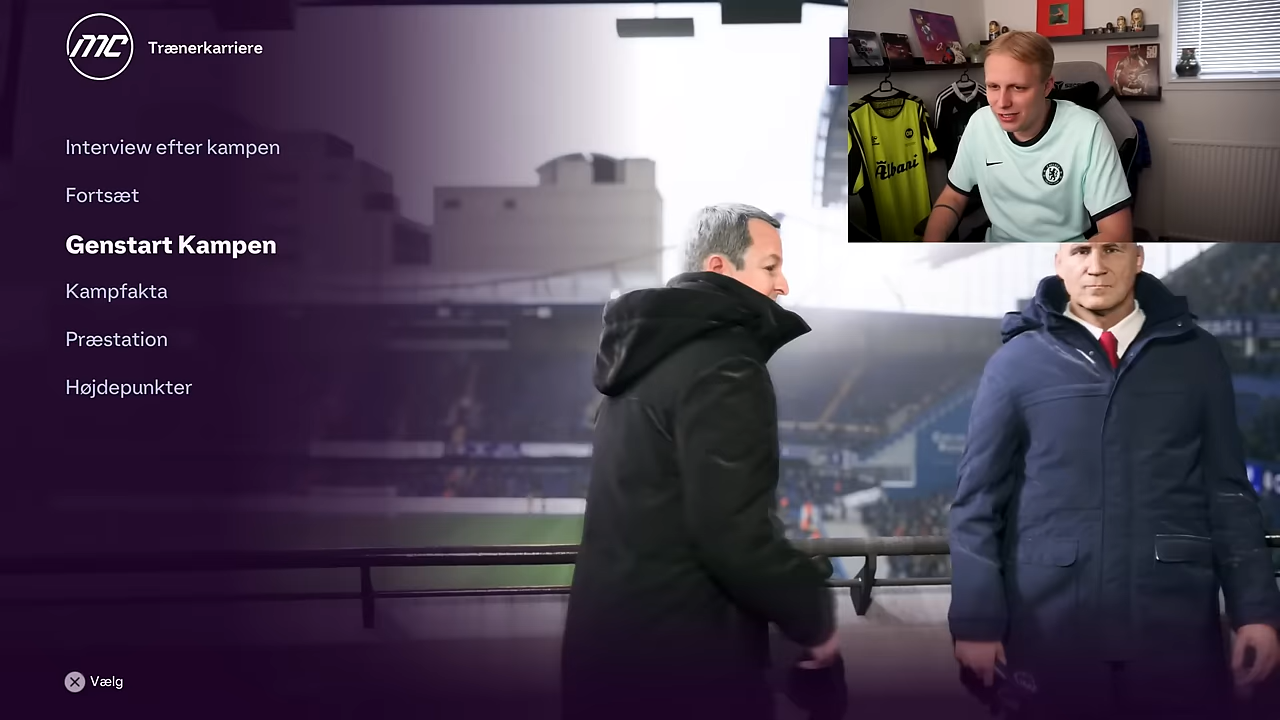 MC
Trænerkarriere
Interview efter kampen
Fortsæt
Genstart Kampen
Kampfakta
Præstation
Højdepunkter
Vælg
Albani